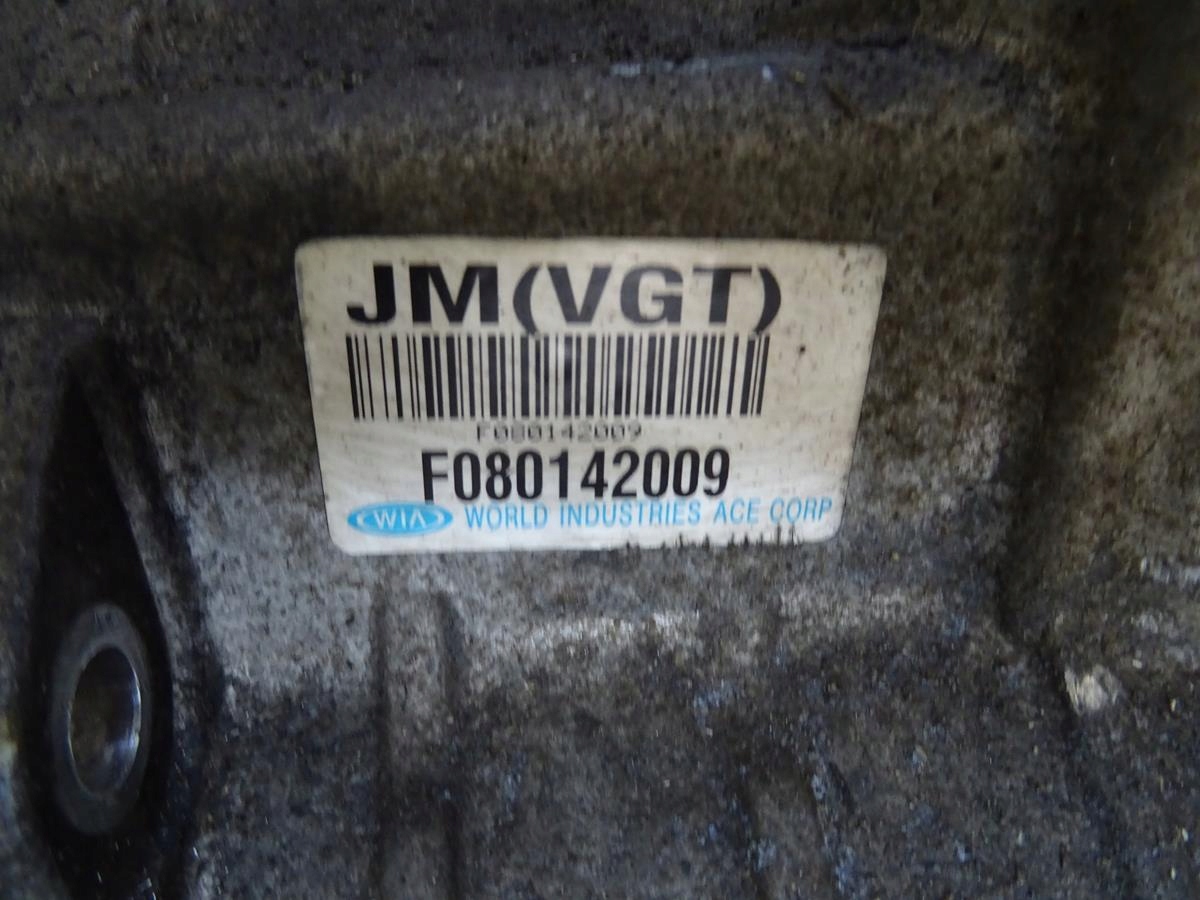 JM(VGT)
F080142009
F080142009
WIA WORLD INDUSTRIES ACE CORP